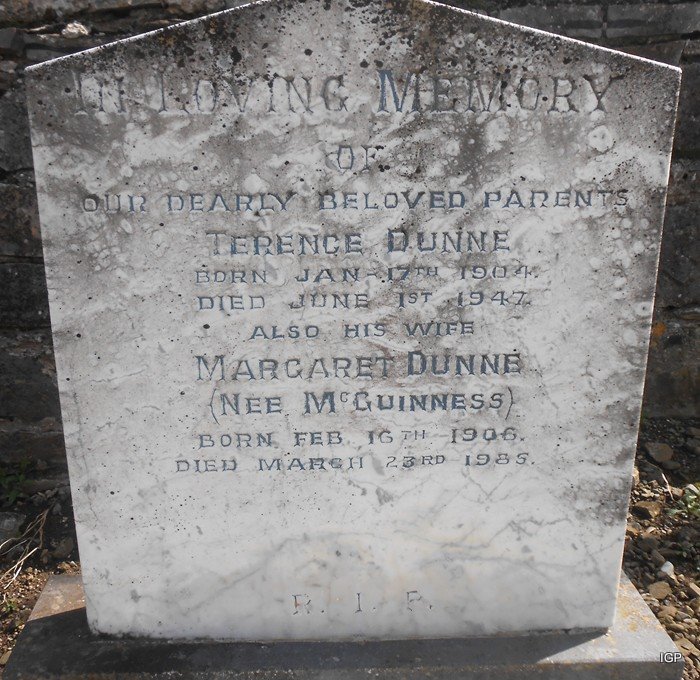 IN LOVING MEMORY
OF
OUR DEARLY BELOVED PARENTS
TERENCE DUNNE
BORN JAN-17TH 1904.
DIED JUNE 1ST 1947.
ALSO HIS WIFE
MARGARET DUNNE
(NEE McGUINNESS)
BORN FEB. 16TH-1906.
DIED MARCH 23RD-1985.
R. I. P.
IGP